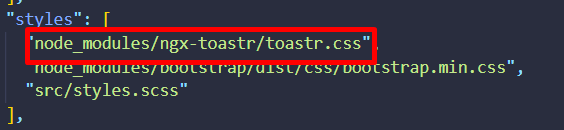 "styles": [
"node_modules/ngx-toastr/toastr.css",
"node_modules/bootstrap/dist/css/bootstrap.min.css",
"src/styles.scss"
],